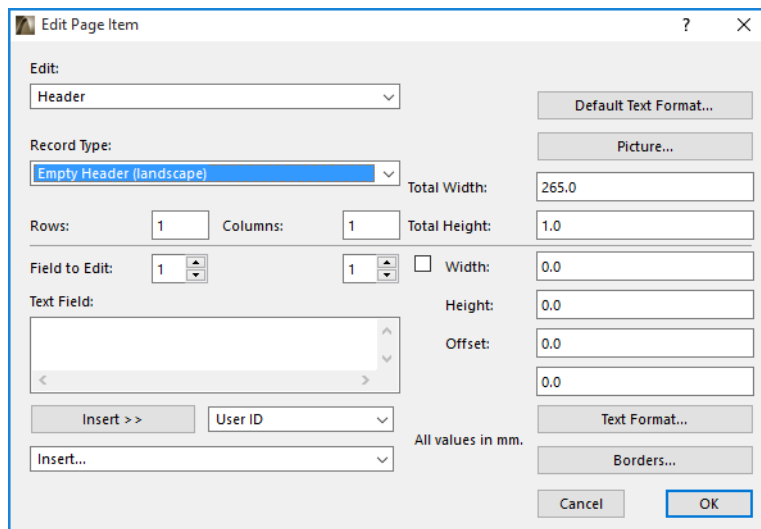 Edit Page Item
?
Edit:
Header
Default Text Format...
Record Type:
Picture...
Empty Header (landscape)
Total Width: 265.0
Rows: 1 Columns: 1 Total Height: 1.0
Field to Edit: 1 1 Width: 0.0
Text Field: Height: 0.0
Offset: 0.0
0.0
Insert >> User ID Text Format...
All values in mm.
Insert... Borders...
Cancel OK